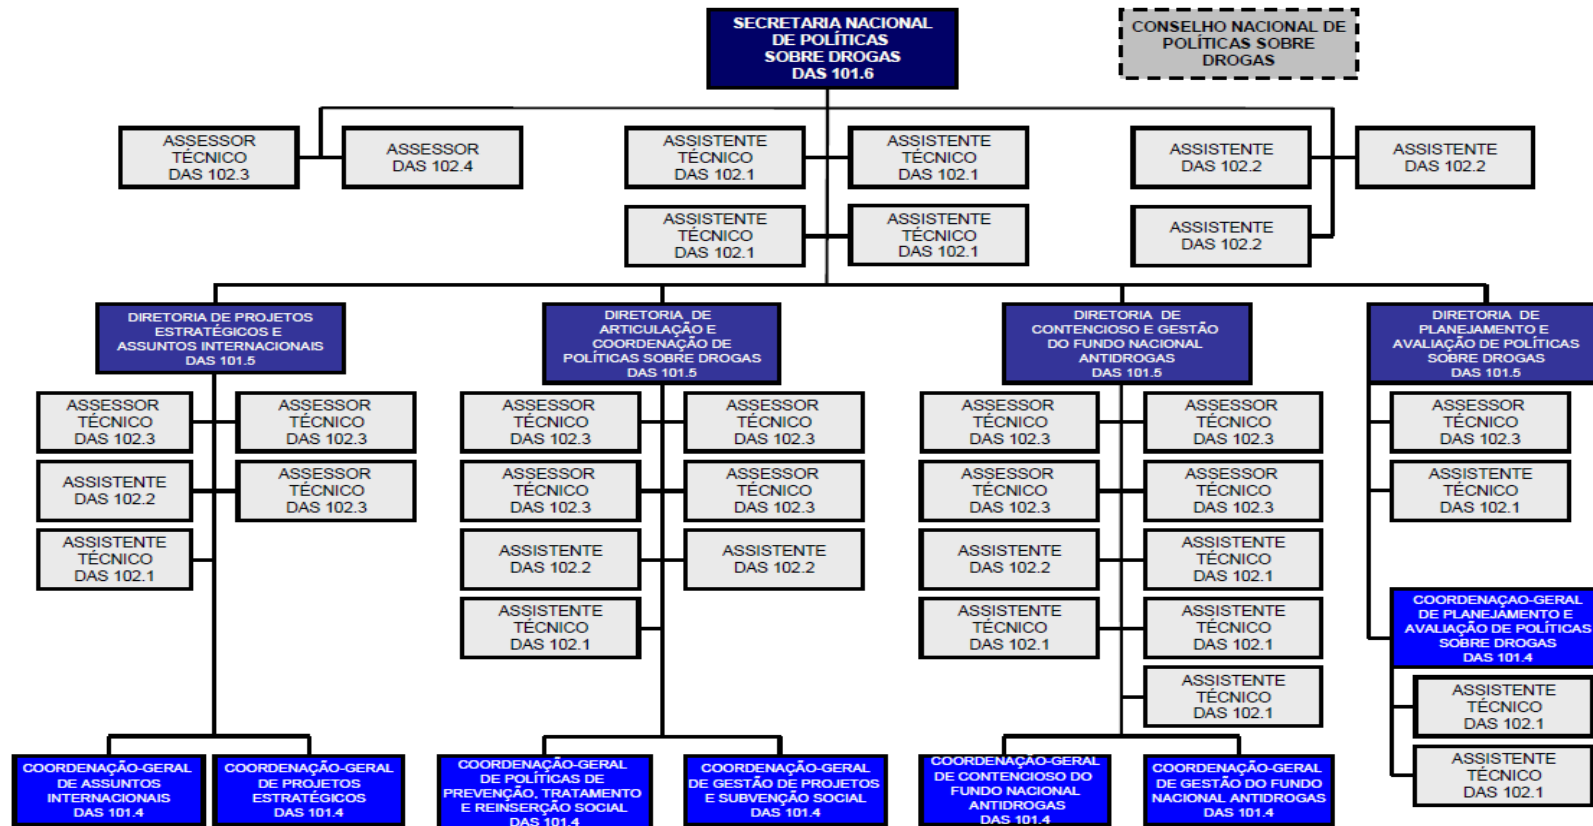 SECRETARIA NACIONAL
DE POLÍTICAS
SOBRE DROGAS
DAS 101.6
CONSELHO NACIONAL DE
POLÍTICAS SOBRE
DROGAS
ASSESSOR
TÉCNICO
DAS 102.3
ASSESSOR
DAS 102.4
ASSISTENTE
TÉCNICO
DAS 102.1
ASSISTENTE
TÉCNICO
DAS 102.1
ASSISTENTE
DAS 102.2
ASSISTENTE
DAS 102.2
ASSISTENTE
TÉCNICO
DAS 102.1
ASSISTENTE
TÉCNICO
DAS 102.1
ASSISTENTE
DAS 102.2
DIRETORIA DE PROJETOS
ESTRATÉGICOS E
ASSUNTOS INTERNACIONAIS
DAS 101.5
ASSESSOR
TÉCNICO
DAS 102.3
ASSESSOR
TÉCNICO
DAS 102.3
ASSISTENTE
DAS 102.2
ASSESSOR
TÉCNICO
DAS 102.3
ASSISTENTE
TÉCNICO
DAS 102.1
COORDENAÇÃO-GERAL
DE ASSUNTOS
INTERNACIONAIS
DAS 101.4
COORDENAÇÃO-GERAL
DE PROJETOS
ESTRATÉGICOS
DAS 101.4
DIRETORIA DE
ARTICULAÇÃO E
COORDENAÇÃO DE
POLÍTICAS SOBRE DROGAS
DAS 101.5
ASSESSOR
TÉCNICO
DAS 102.3
ASSESSOR
TÉCNICO
DAS 102.3
ASSESSOR
TÉCNICO
DAS 102.3
ASSESSOR
TÉCNICO
DAS 102.3
ASSISTENTE
DAS 102.2
ASSISTENTE
DAS 102.2
ASSISTENTE
TÉCNICO
DAS 102.1
COORDENAÇÃO-GERAL
DE POLÍTICAS DE
PREVENÇÃO, TRATAMENTO
E REINSERÇÃO SOCIAL
DAS 101.4
COORDENAÇÃO-GERAL
DE GESTÃO DE PROJETOS
E SUBVENÇÃO SOCIAL
DAS 101.4
DIRETORIA DE
CONTENCIOSO E GESTÃO
DO FUNDO NACIONAL
ANTIDROGAS
DAS 101.5
ASSESSOR
TÉCNICO
DAS 102.3
ASSESSOR
TÉCNICO
DAS 102.3
ASSESSOR
TÉCNICO
DAS 102.3
ASSESSOR
TÉCNICO
DAS 102.3
ASSISTENTE
DAS 102.2
ASSISTENTE
TÉCNICO
DAS 102.1
ASSISTENTE
TÉCNICO
DAS 102.1
ASSISTENTE
TÉCNICO
DAS 102.1
ASSISTENTE
TÉCNICO
DAS 102.1
COORDENAÇÃO-GERAL
DE CONTENCIOSO DO
FUNDO NACIONAL
ANTIDROGAS
DAS 101.4
COORDENAÇÃO-GERAL
DE GESTÃO DO FUNDO
NACIONAL ANTIDROGAS
DAS 101.4
DIRETORIA DE
PLANEJAMENTO E
AVALIAÇÃO DE POLÍTICAS
SOBRE DROGAS
DAS 101.5
ASSESSOR
TÉCNICO
DAS 102.3
ASSISTENTE
TÉCNICO
DAS 102.1
COORDENAÇAO-GERAL
DE PLANEJAMENTO E
AVALIAÇÃO DE POLÍTICAS
SOBRE DROGAS
DAS 101.4
ASSISTENTE
TÉCNICO
DAS 102.1
ASSISTENTE
TÉCNICO
DAS 102.1